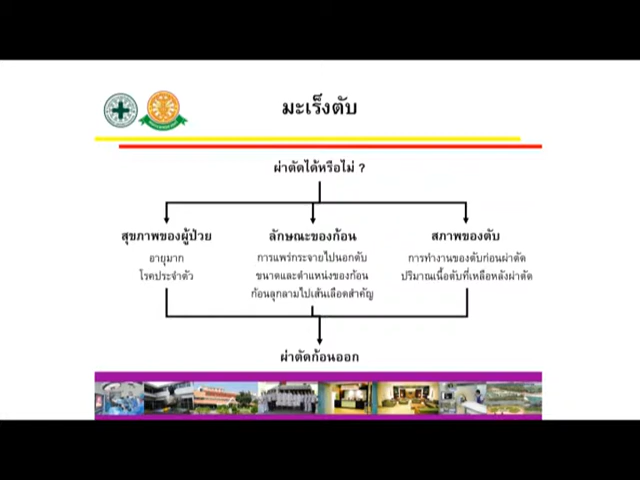 มะเร็งตับ
ผ่าตัดได้หรือไม่ ?
สุขภาพของผู้ป่วย
อายุมาก
โรคประจำตัว
ลักษณะของก้อน
การแพร่กระจายไปนอกตับ
ขนาดและตำแหน่งของก้อน
ก้อนลุกลามไปเส้นเลือดสำคัญ
สภาพของตับ
การทำงานของตับก่อนผ่าตัด
ปริมาณเนื้อตับที่เหลือหลังผ่าตัด
ผ่าตัดก้อนออก